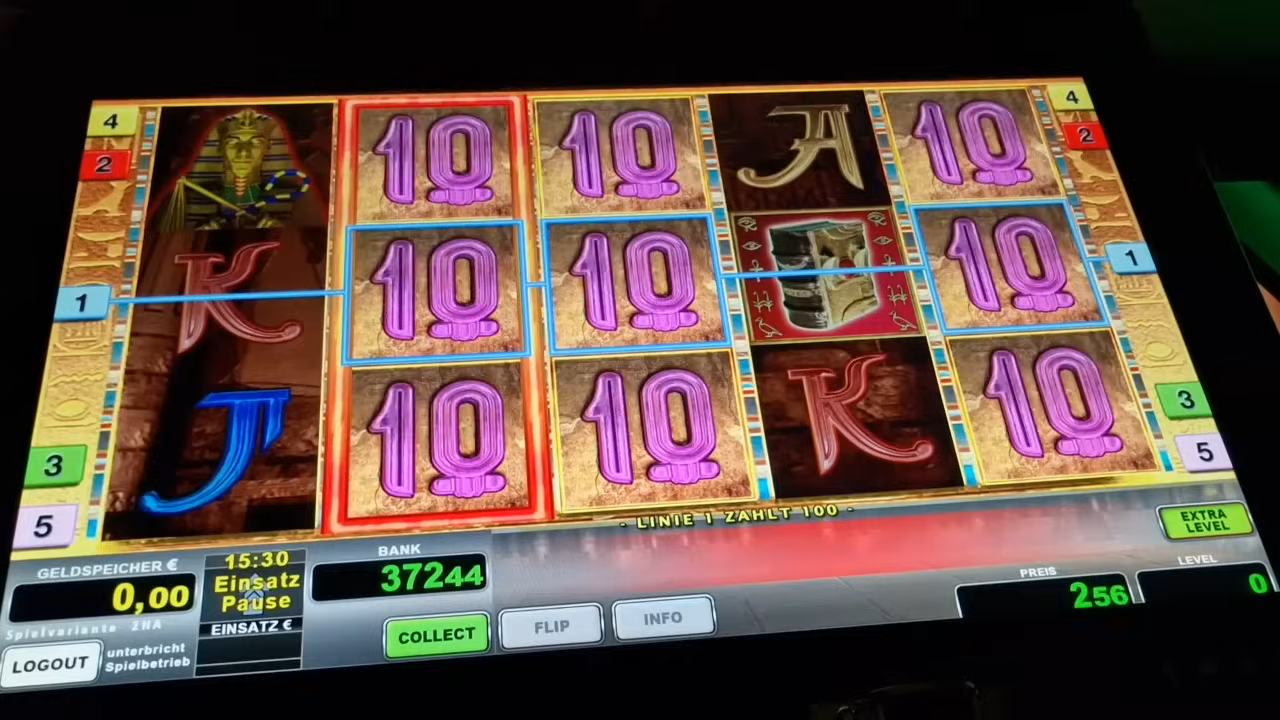 4 10 10 A 10 4
2 2
K 10 10 10 1
1
J 10 10 K 10 3
3 5
5
- LINIE 1 ZAHLT 100 -
EXTRA
LEVEL
GELDSPEICHER €
0,00
Spielvariante 2HA
LOGOUT
unterbricht
Spielbetrieb
15:30
Einsatz
Pause
EINSATZ €
BANK
37244
COLLECT
FLIP
INFO
PREIS
256
LEVEL
0